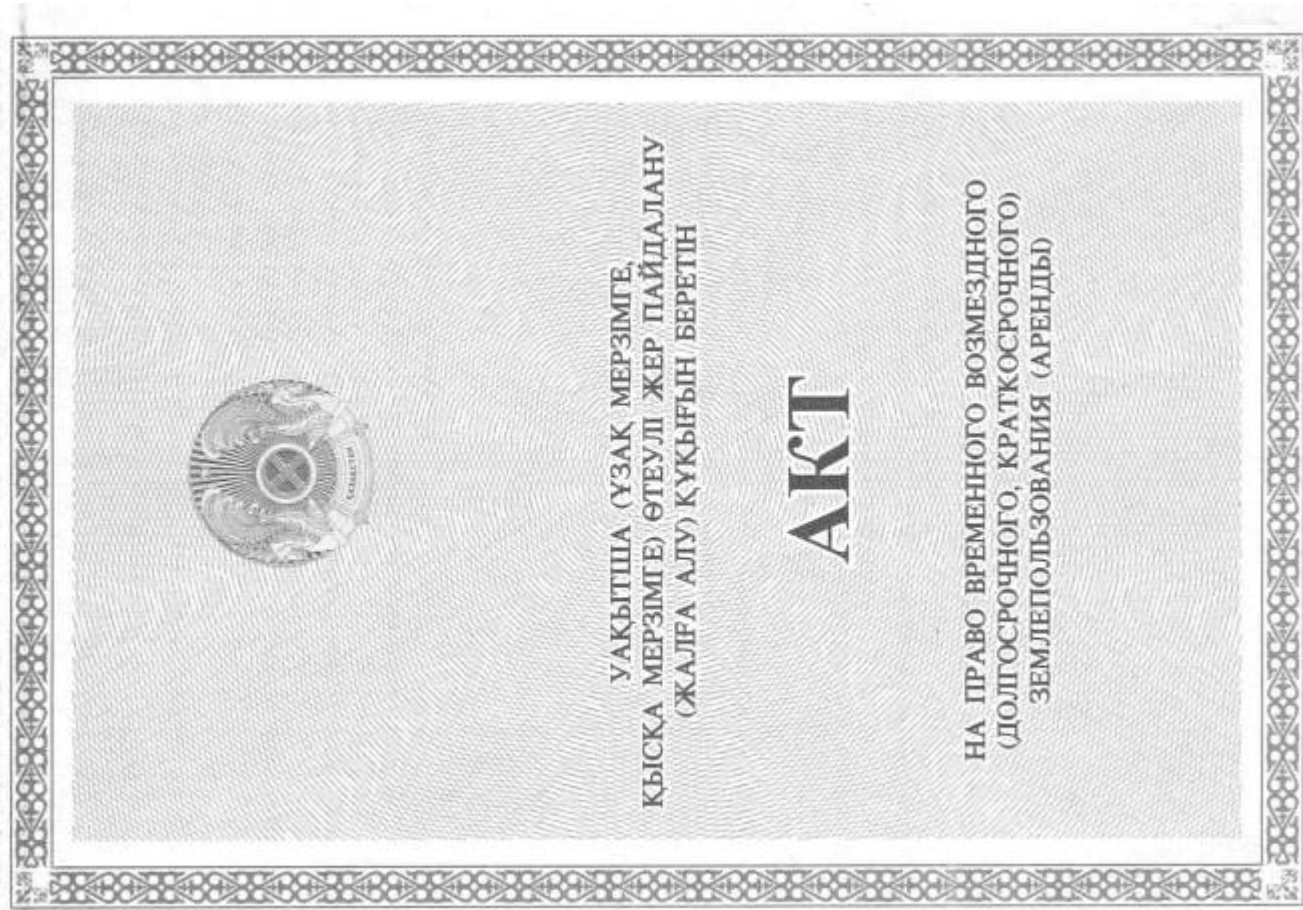 ҚАЗАҚСТАН
УАҚЫТША (ҰЗАҚ МЕРЗІМГЕ,
ҚЫСҚА МЕРЗІМГЕ) ӨТЕУЛІ ЖЕР ПАЙДАЛАНУ
(ЖАЛҒА АЛУ) ҚҰҚЫҒЫН БЕРЕТІН
АКТ
НА ПРАВО ВРЕМЕННОГО ВОЗМЕЗДНОГО
(ДОЛГОСРОЧНОГО, КРАТКОСРОЧНОГО)
ЗЕМЛЕПОЛЬЗОВАНИЯ (АРЕНДЫ)